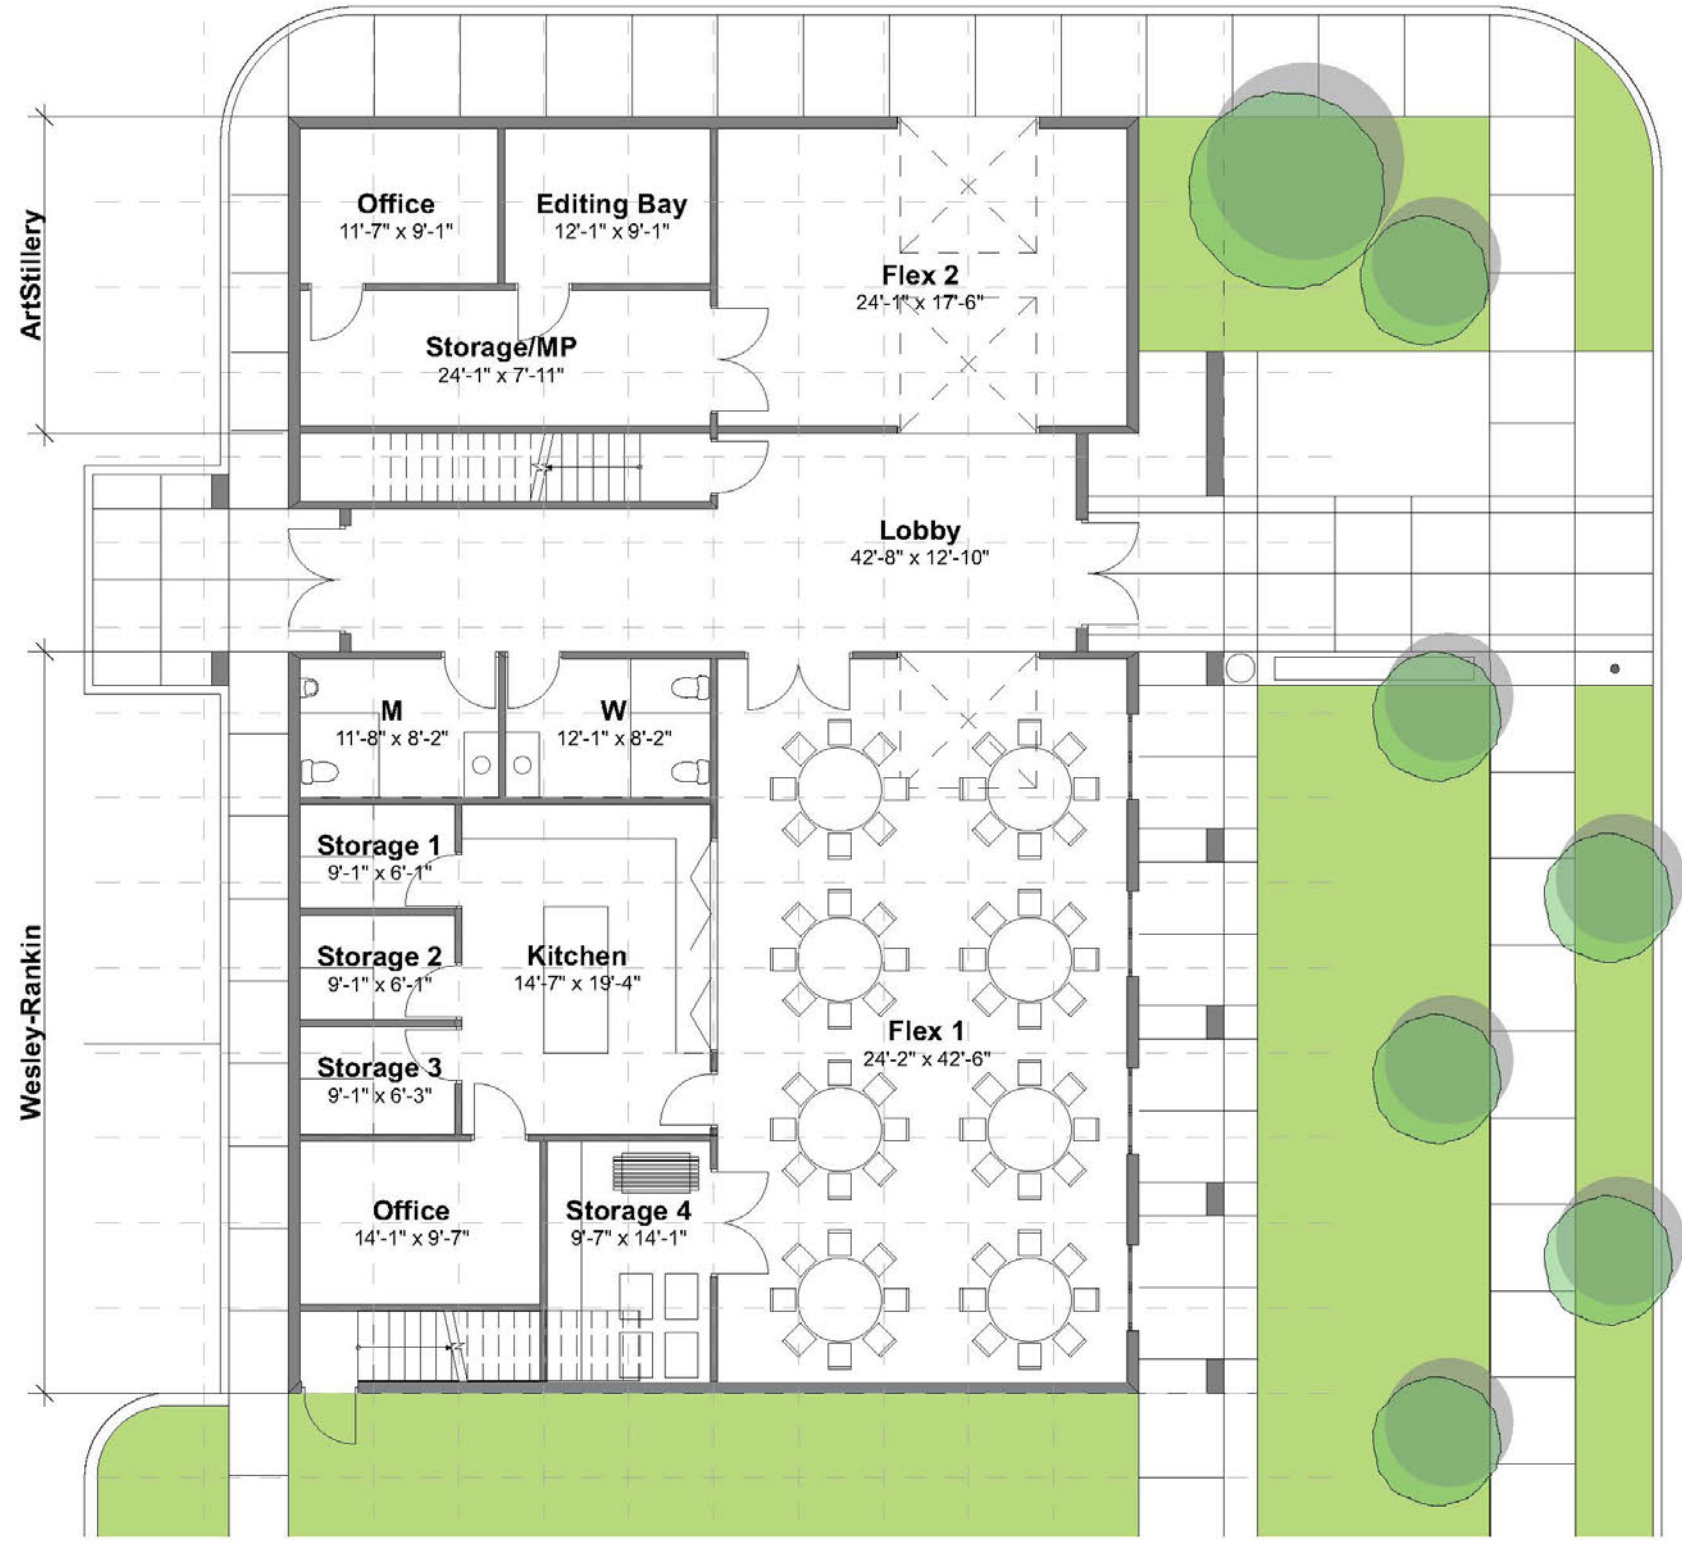 ArtStillery
Office
11'-7" x 9'-1"
Editing Bay
12'-1" x 9'-1"
Flex 2
24'-1" x 17'-6"
Storage/MP
24'-1" x 7'-11"
Lobby
42'-8" x 12'-10"
Wesley-Rankin
M
11'-8" x 8'-2"
W
12'-1" x 8'-2"
Storage 1
9'-1" x 6'-1"
Storage 2
9'-1" x 6'-1"
Kitchen
14'-7" x 19'-4"
Storage 3
9'-1" x 6'-3"
Flex 1
24'-2" x 42'-6"
Office
14'-1" x 9'-7"
Storage 4
9'-7" x 14'-1"